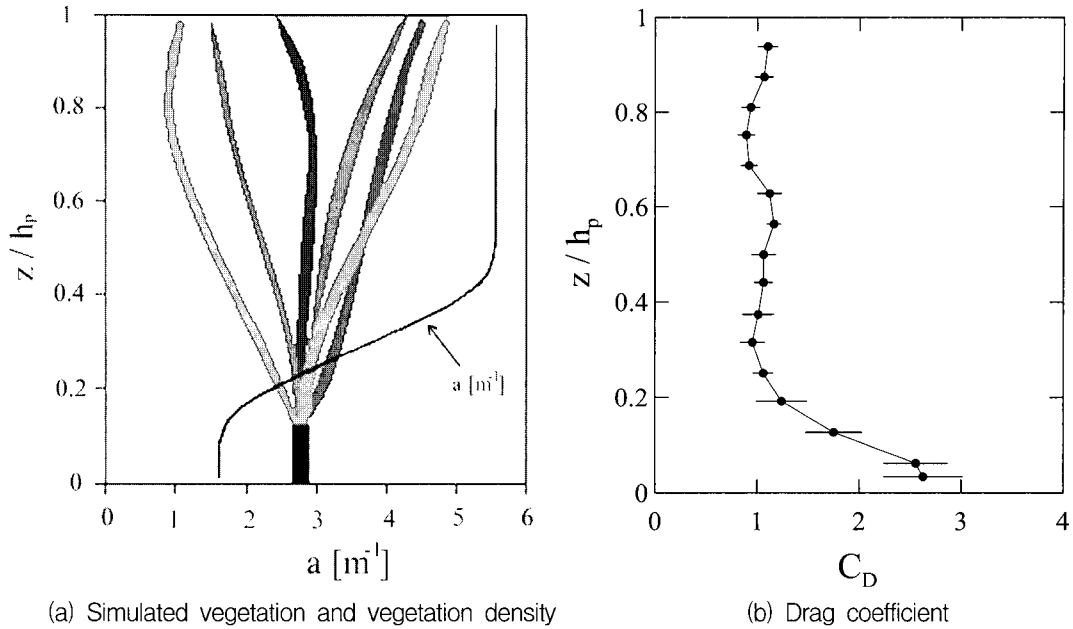 1
0.8
0.6
0.4
0.2
0
z / hₚ
a [m⁻¹]
0 1 2 3 4 5 6
a [m⁻¹]
(a) Simulated vegetation and vegetation density
1
0.8
0.6
0.4
0.2
0
z / hₚ
0 1 2 3 4
C_D
(b) Drag coefficient